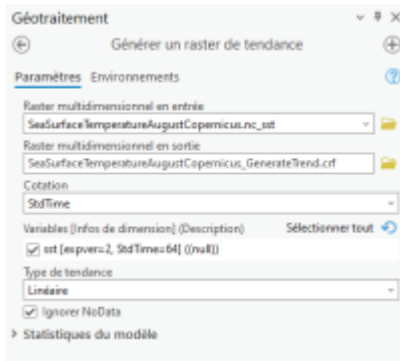 Géotraitement
Générer un raster de tendance
Paramètres Environnements
Raster multidimensionnel en entrée
SeaSurfaceTemperatureAugustCopernicus.nc_sst
Raster multidimensionnel en sortie
SeaSurfaceTemperatureAugustCopernicus_GenerateTrend.crf
Cotation
StdTime
Variables [Infos de dimension] (Description) Sélectionner tout
sst [expver=2, StdTime=64] ((null))
Type de tendance
Linéaire
Ignorer NoData
Statistiques du modèle